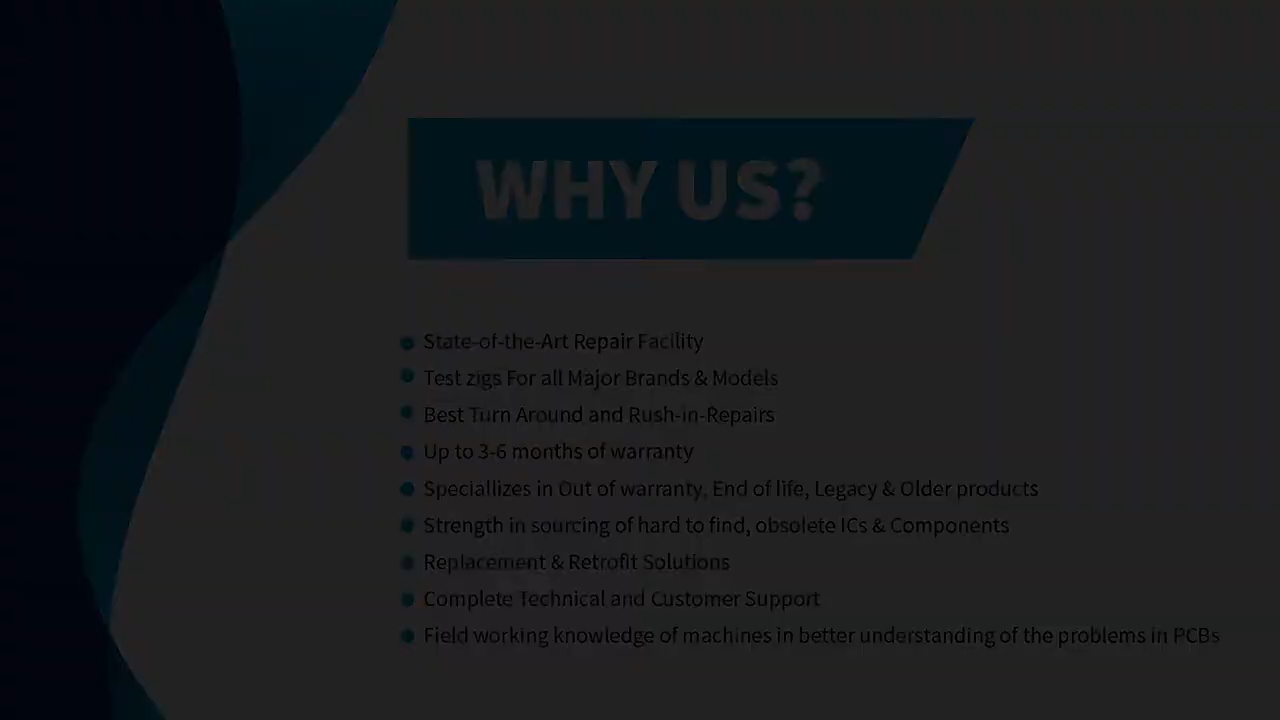 WHY US?
State-of-the-Art Repair Facility
Test zigs For all Major Brands & Models
Best Turn Around and Rush-in-Repairs
Up to 3-6 months of warranty
Speciallizes in Out of warranty, End of life, Legacy & Older products
Strength in sourcing of hard to find, obsolete ICs & Components
Replacement & Retrofit Solutions
Complete Technical and Customer Support
Field working knowledge of machines in better understanding of the problems in PCBs